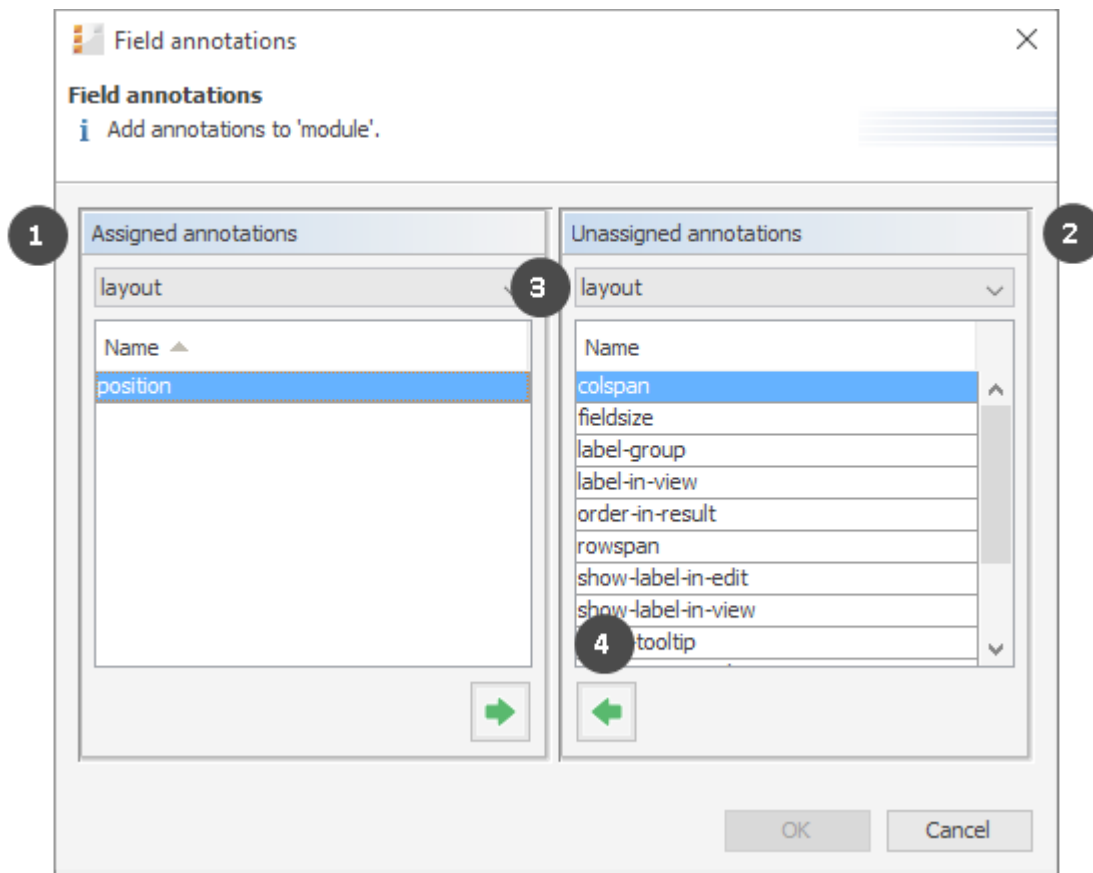 Field annotations
Field annotations
i Add annotations to 'module'.
1 Assigned annotations
Unassigned annotations 2
layout
3 layout
Name
position
Name
colspan
fieldsize
label-group
label-in-view
order-in-result
rowspan
show-label-in-edit
show-label-in-view
4
tooltip
OK Cancel